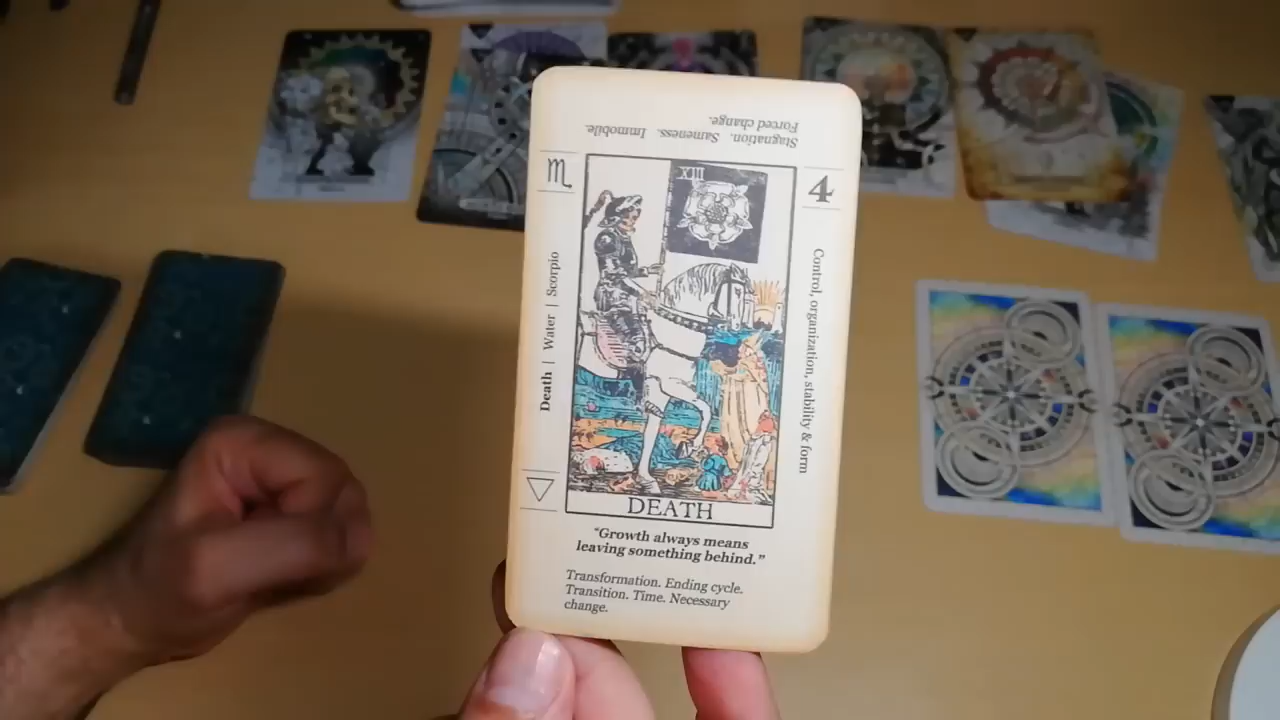 Stagnation. Sameness. Immobile.
Forced change.
♏
4
XIII
Death | Water | Scorpio
Control, organization, stability & form
DEATH
“Growth always means
leaving something behind.”
Transformation. Ending cycle.
Transition. Time. Necessary
change.